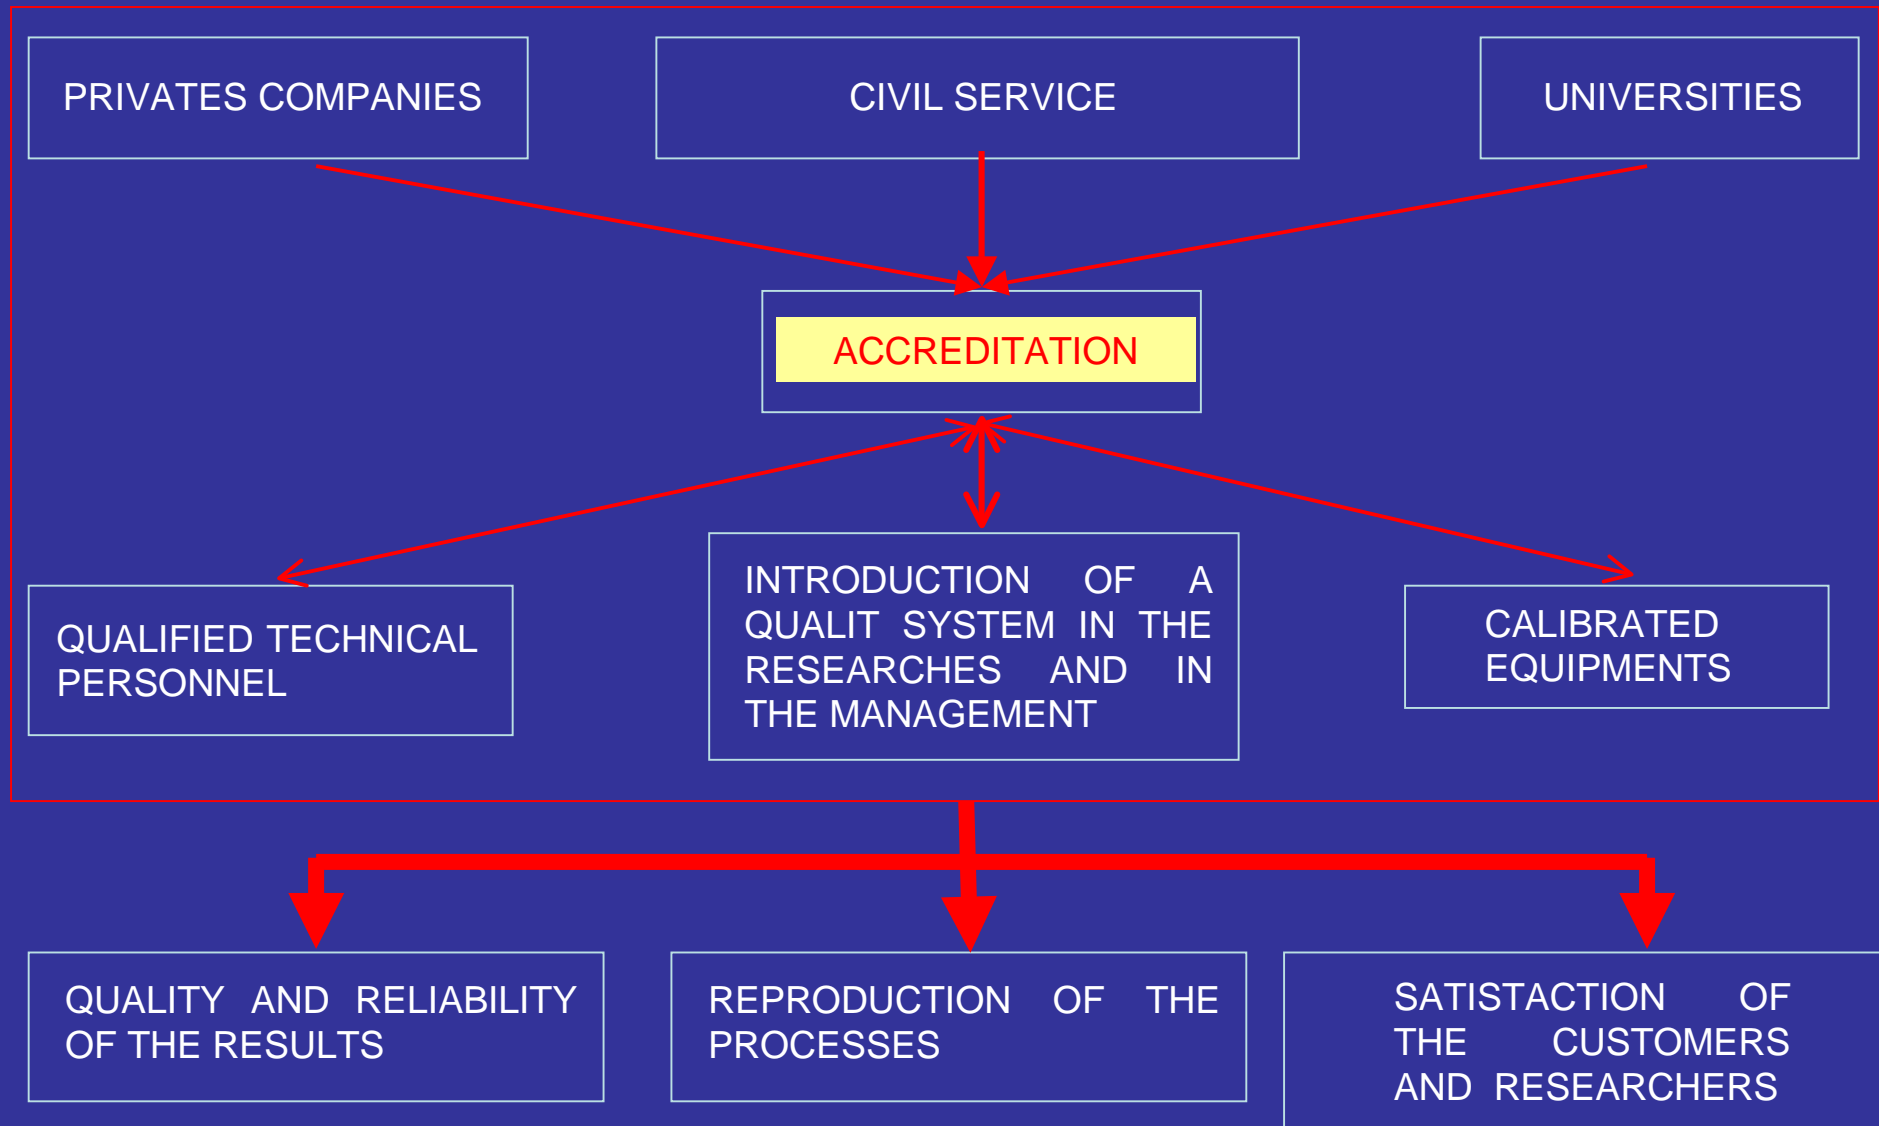 PRIVATES COMPANIES
CIVIL SERVICE
UNIVERSITIES
ACCREDITATION
QUALIFIED TECHNICAL
PERSONNEL
INTRODUCTION OF A
QUALIT SYSTEM IN THE
RESEARCHES AND IN
THE MANAGEMENT
CALIBRATED
EQUIPMENTS
QUALITY AND RELIABILITY
OF THE RESULTS
REPRODUCTION OF THE
PROCESSES
SATISTACTION OF
THE CUSTOMERS
AND RESEARCHERS